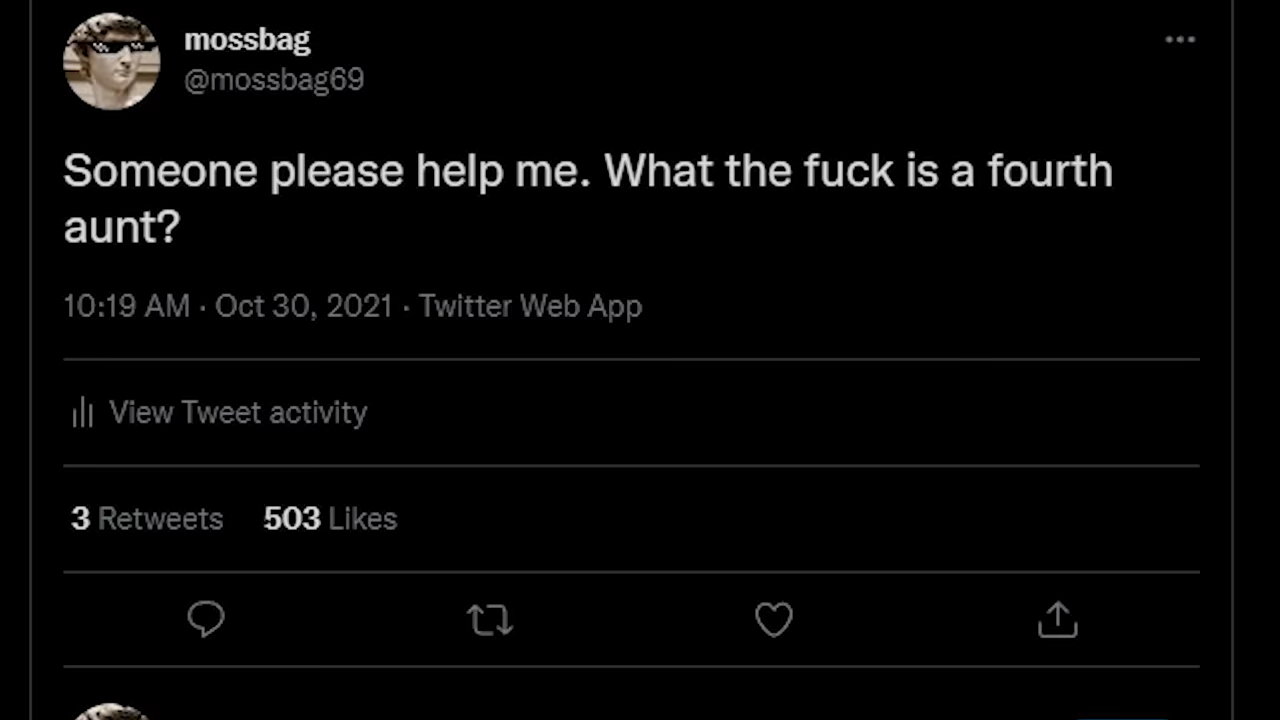 mossbag
@mossbag69
Someone please help me. What the fuck is a fourth
aunt?
10:19 AM · Oct 30, 2021 · Twitter Web App
View Tweet activity
3 Retweets 503 Likes